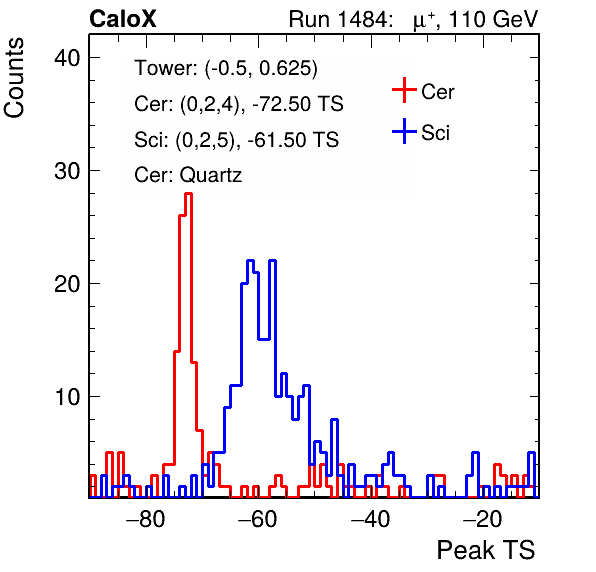 CaloX Run 1484: μ⁺, 110 GeV
Counts
Tower: (-0.5, 0.625)
Cer: (0,2,4), -72.50 TS
Sci: (0,2,5), -61.50 TS
Cer: Quartz
Cer
Sci
40
30
20
10
−80 −60 −40 −20
Peak TS